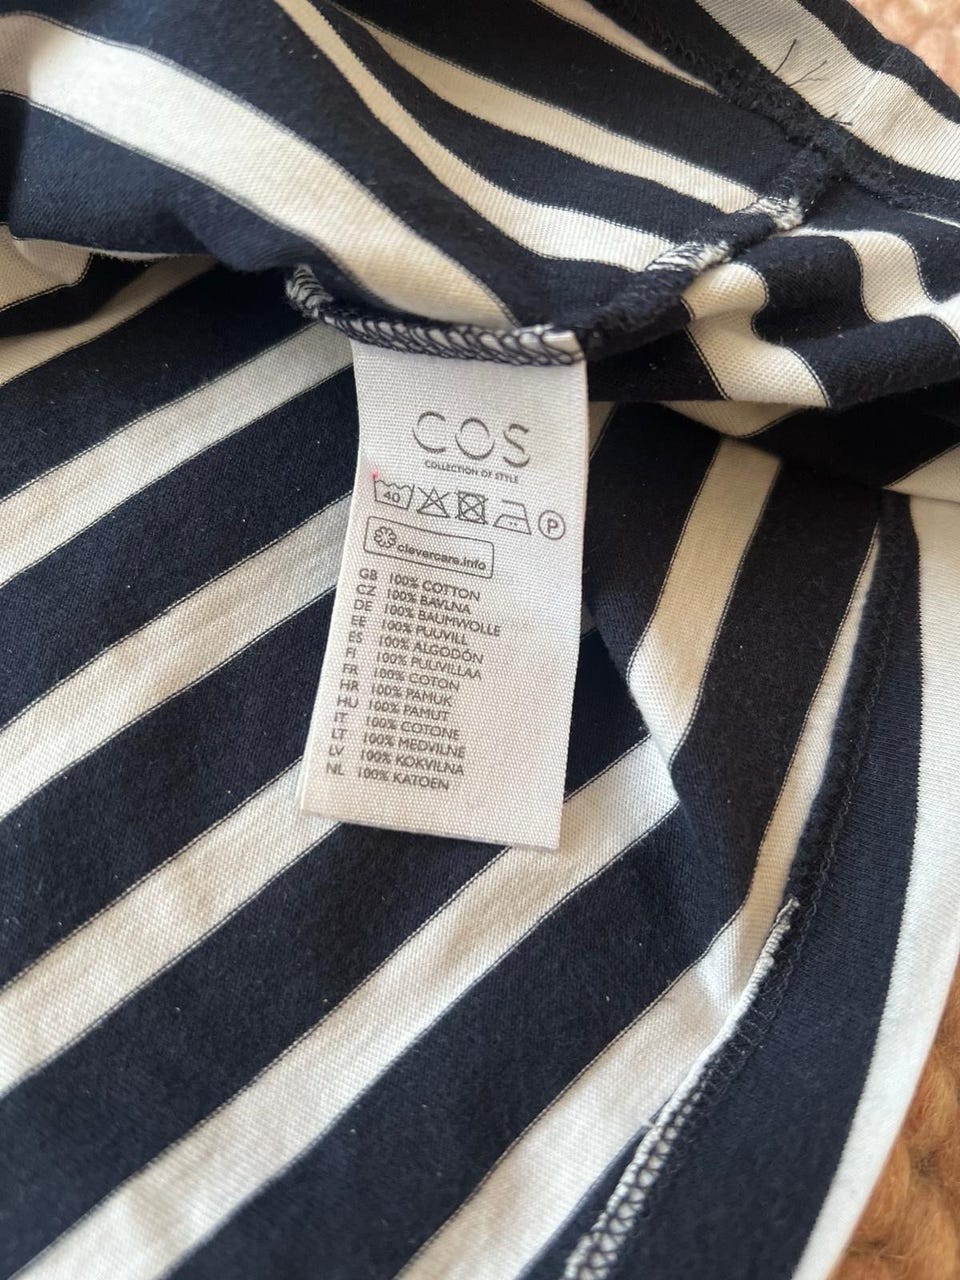 COS
COLLECTION OF STYLE
40 P
clevercare.info
GB 100% COTTON
CZ 100% BAVLNA
DE 100% BAUMWOLLE
EE 100% PUUVILL
ES 100% ALGODÓN
FI 100% PUUVILLAA
FR 100% COTON
HR 100% PAMUK
HU 100% PAMUT
IT 100% COTONE
LT 100% MEDVILNE
LV 100% KOKVILNA
NL 100% KATOEN